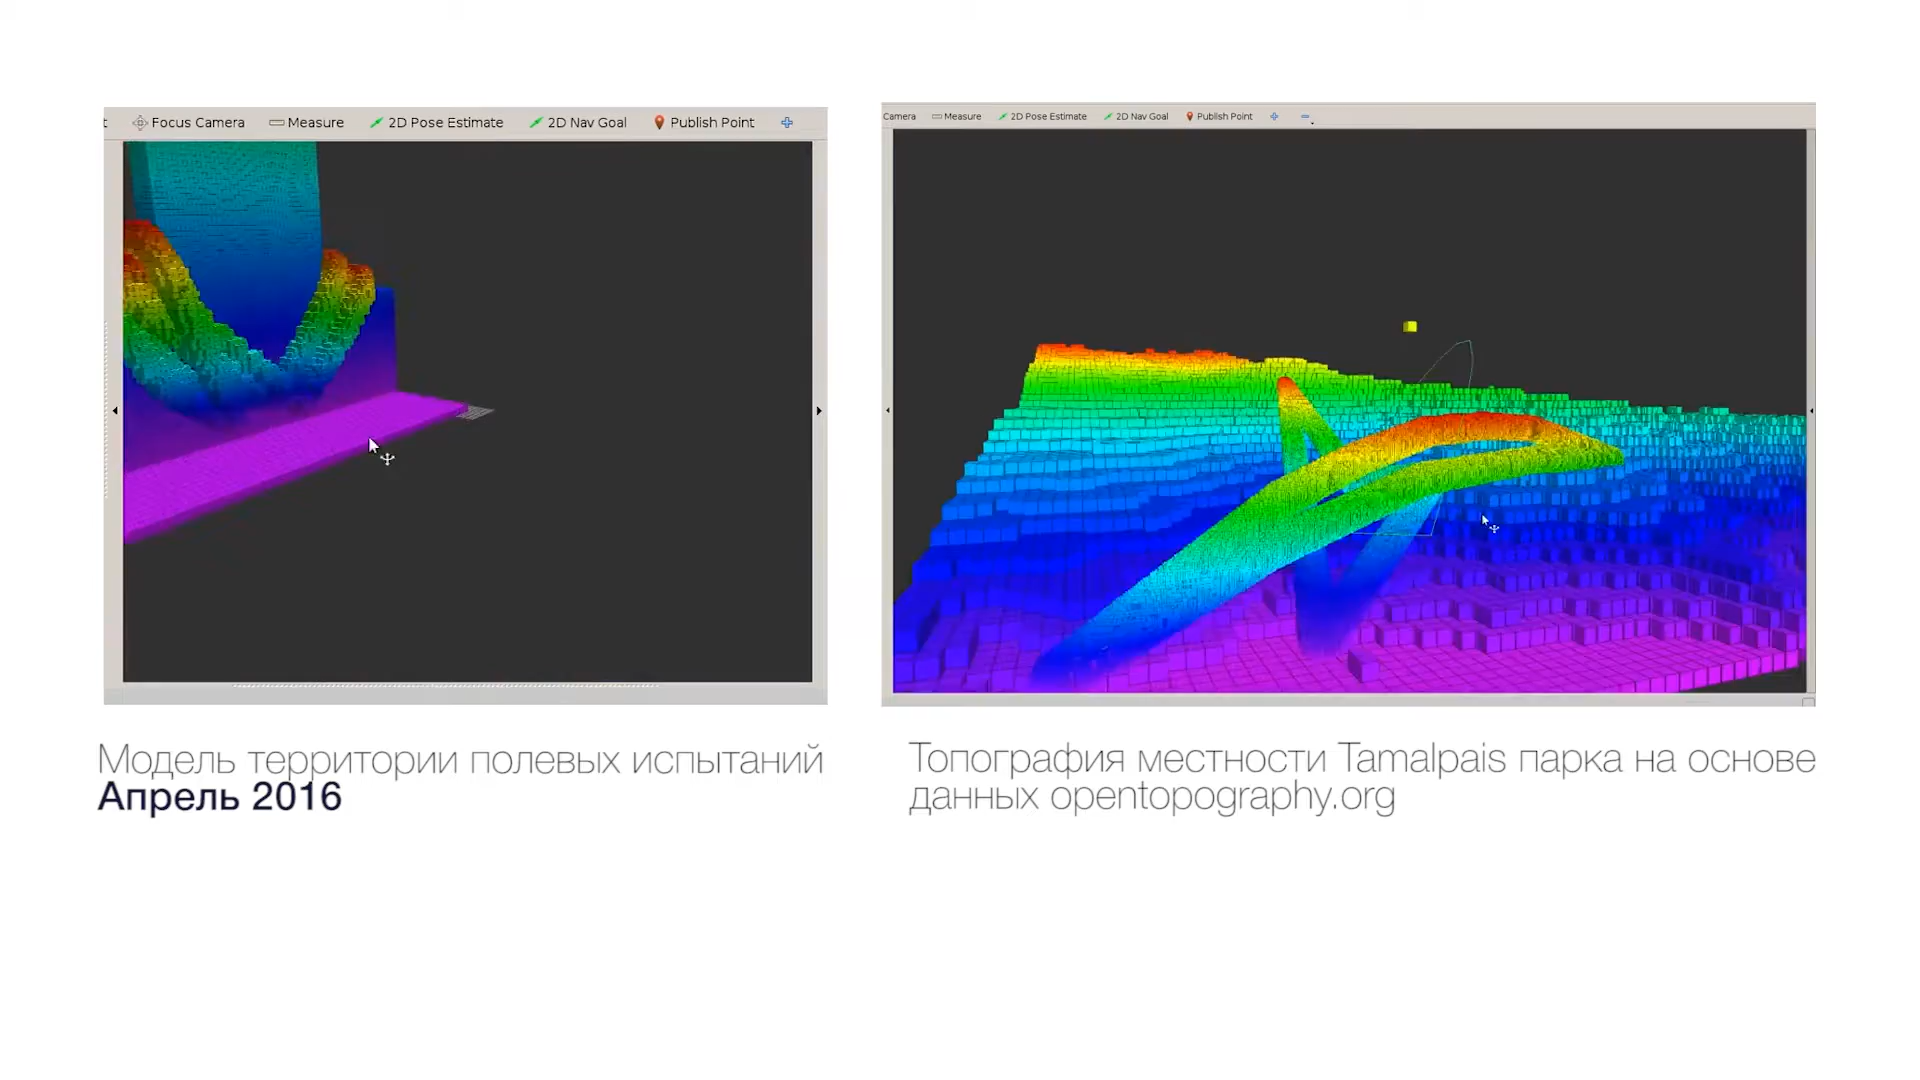 t Focus Camera Measure 2D Pose Estimate 2D Nav Goal Publish Point
Camera Measure 2D Pose Estimate 2D Nav Goal Publish Point
Модель территории полевых испытаний
Апрель 2016
Топография местности Tamalpais парка на основе
данных opentopography.org